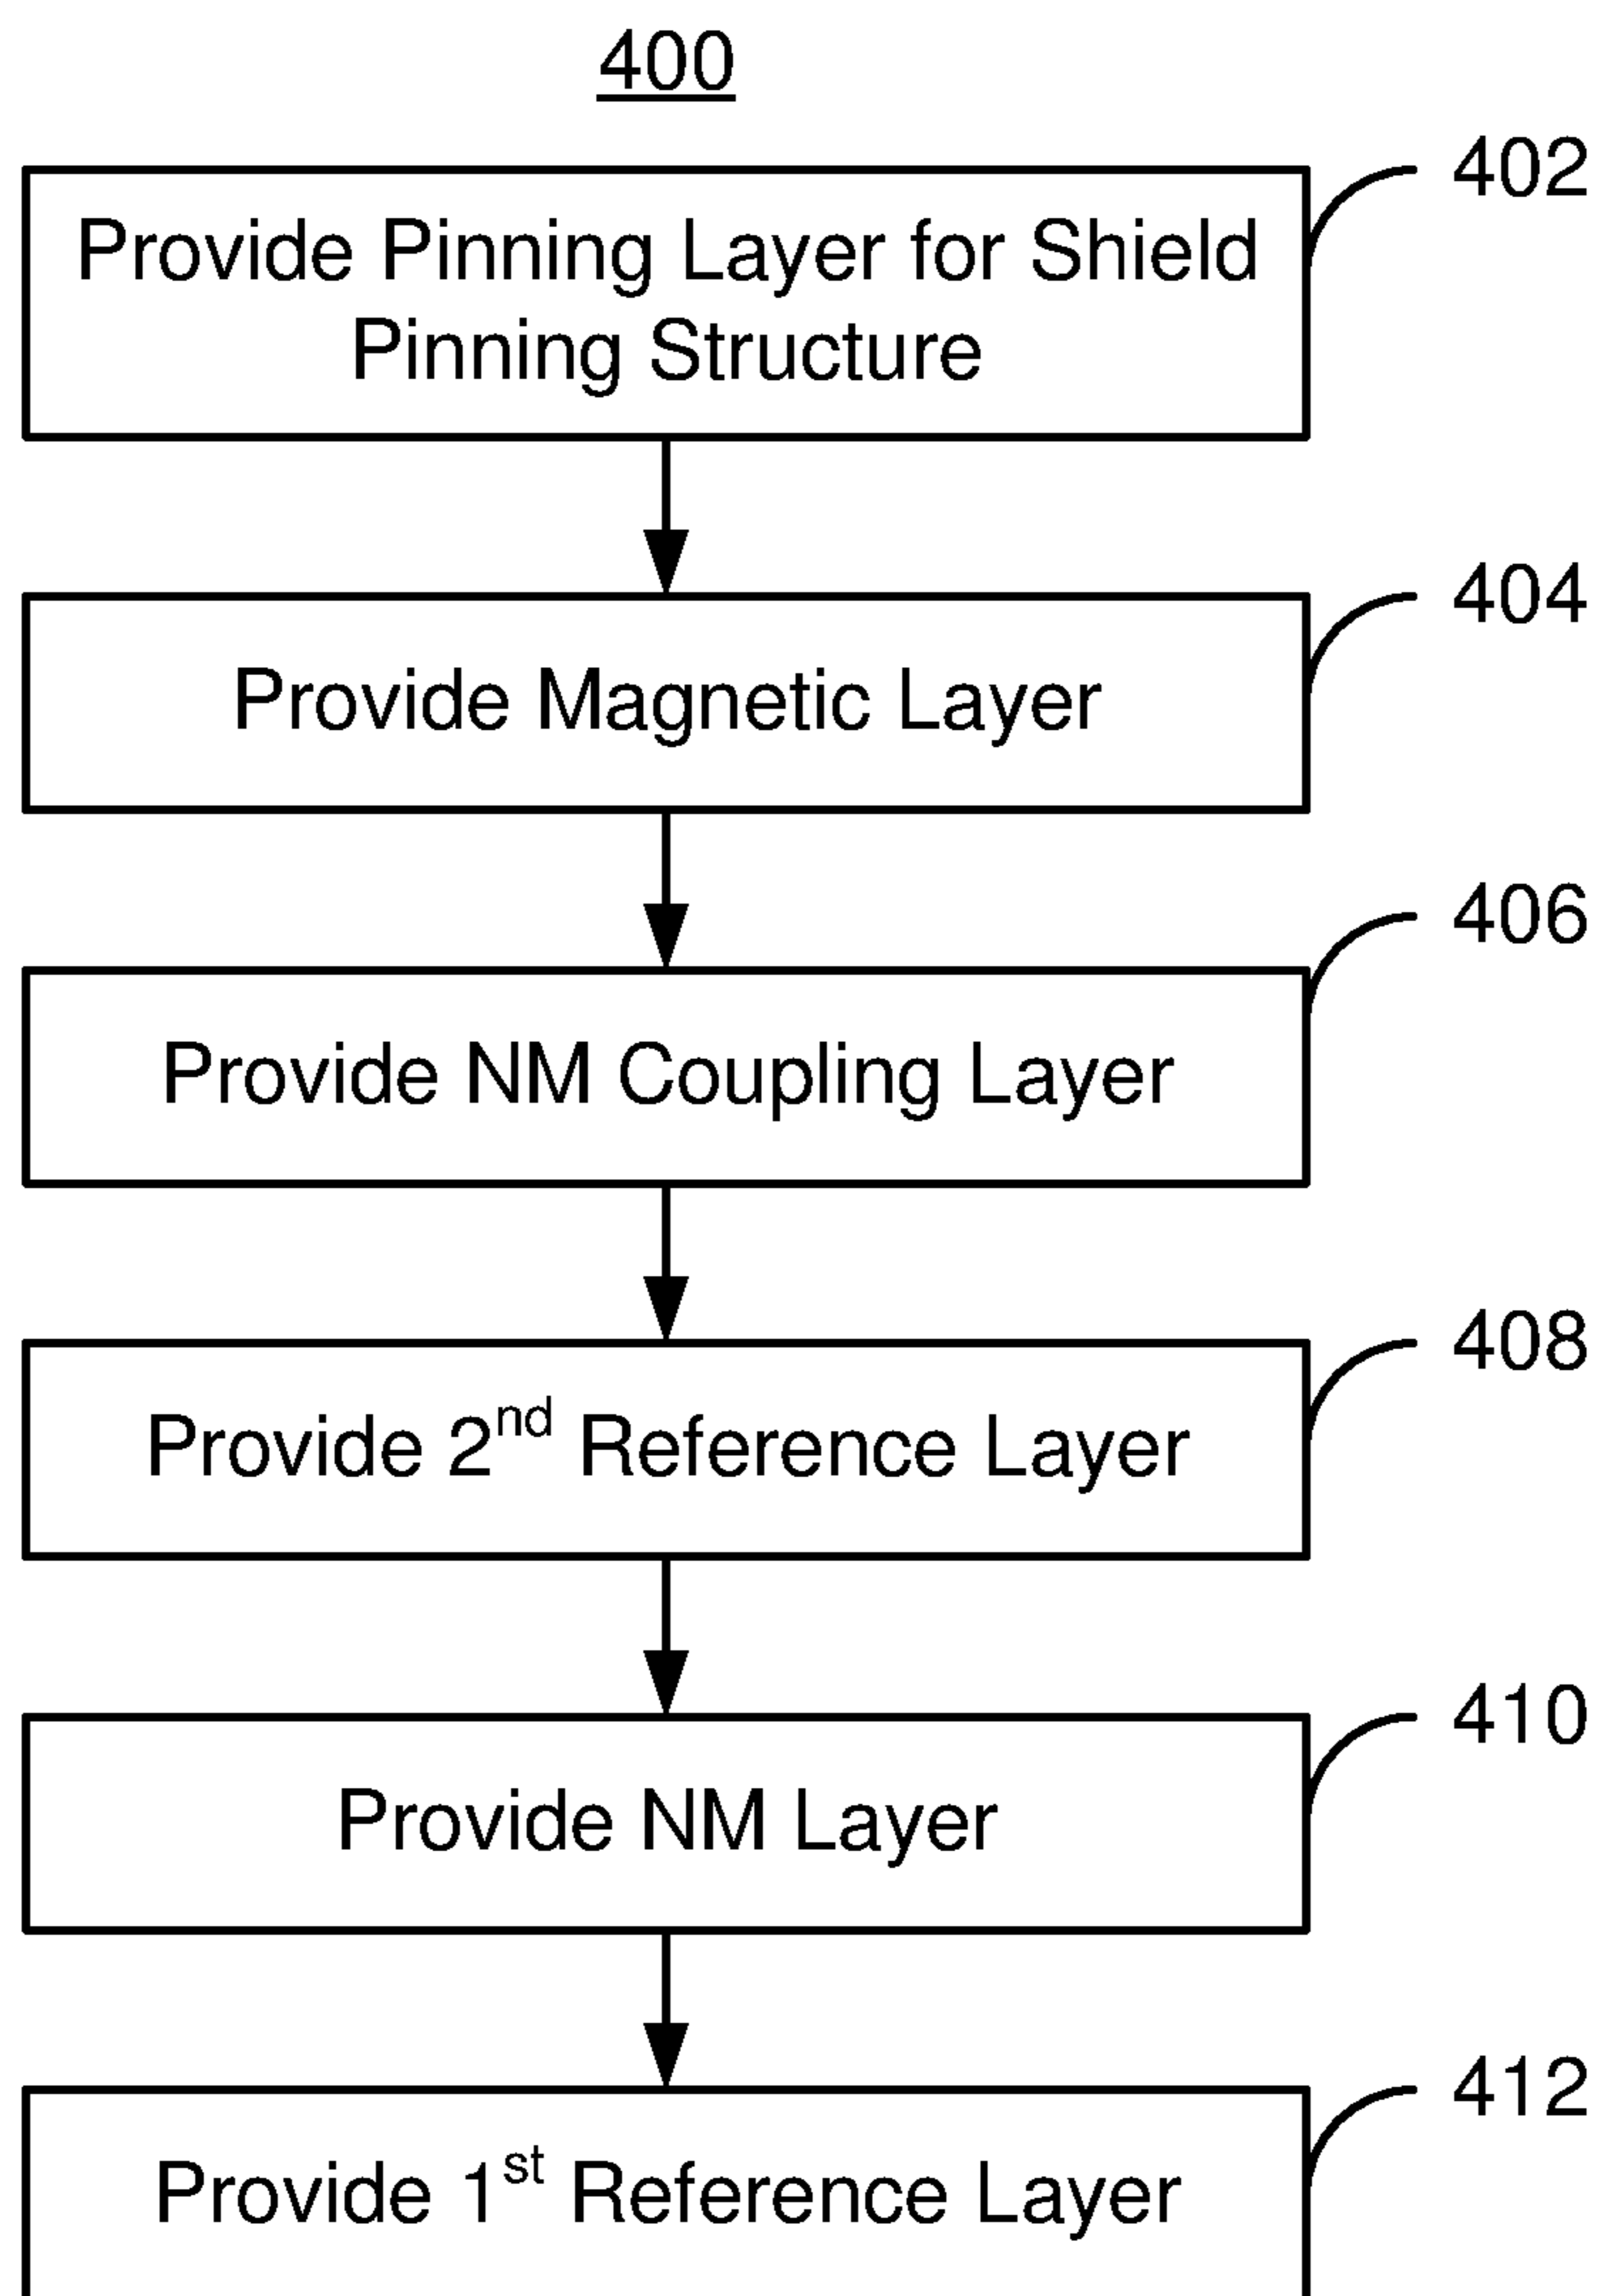 400
402
Provide Pinning Layer for Shield
Pinning Structure
404
Provide Magnetic Layer
406
Provide NM Coupling Layer
408
Provide 2nd Reference Layer
410
Provide NM Layer
412
Provide 1st Reference Layer